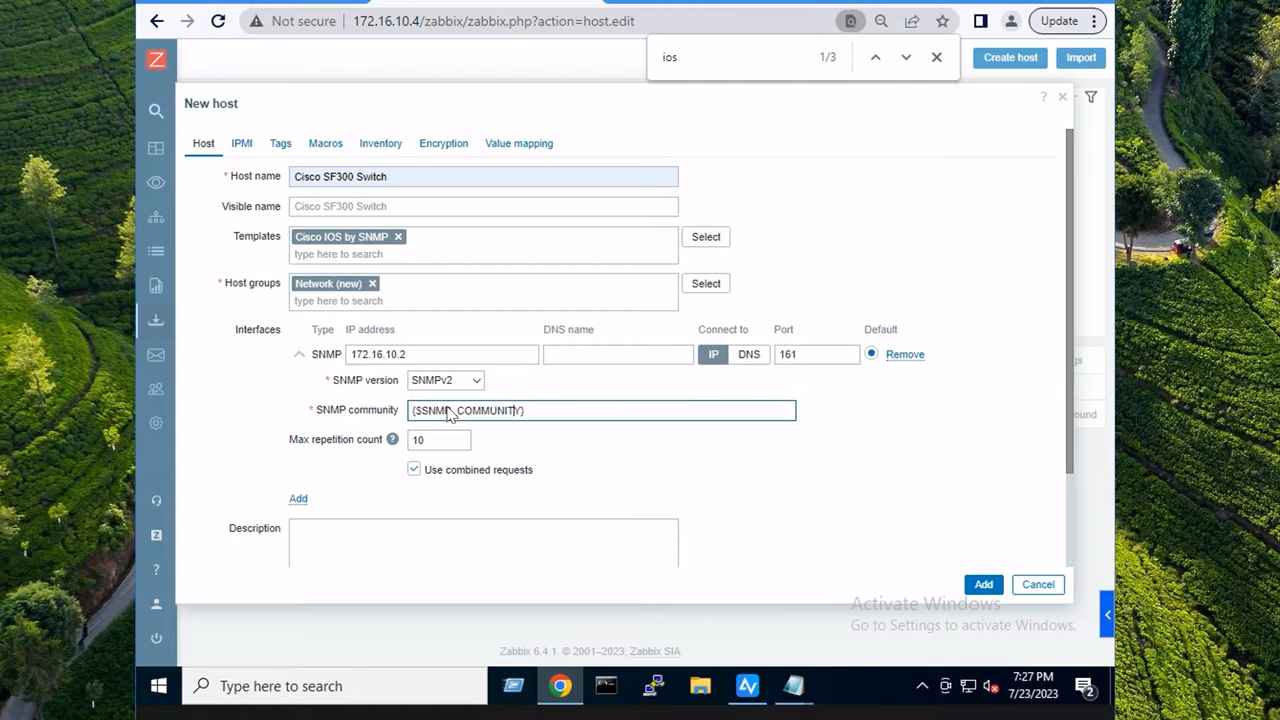 Not secure 172.16.10.4/zabbix/zabbix.php?action=host.edit Update
ios 1/3
Create host Import
Z
New host ?
Host IPMI Tags Macros Inventory Encryption Value mapping
* Host name Cisco SF300 Switch
Visible name Cisco SF300 Switch
Templates Cisco IOS by SNMP Select
type here to search
* Host groups Network (new) Select
type here to search
Interfaces Type IP address DNS name Connect to Port Default
SNMP 172.16.10.2 IP DNS 161 Remove
* SNMP version SNMPv2
* SNMP community {$SNMP_COMMUNITY}
Max repetition count ? 10
Use combined requests
Add
Description
Add Cancel
Activate Windows
Go to Settings to activate Windows.
Zabbix 6.4.1. © 2001–2023, Zabbix SIA
Type here to search
7:27 PM
7/23/2023
2